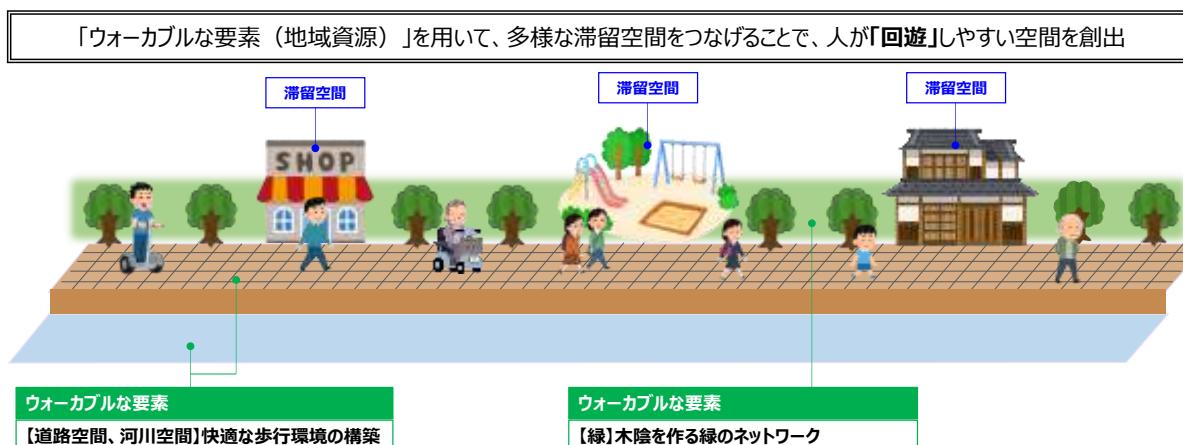 「ウォーカブルな要素（地域資源）」を用いて、多様な滞留空間をつなげることで、人が「回遊」しやすい空間を創出
滞留空間
滞留空間
滞留空間
SHOP
ウォーカブルな要素
【道路空間、河川空間】快適な歩行環境の構築
ウォーカブルな要素
【緑】木陰を作る緑のネットワーク